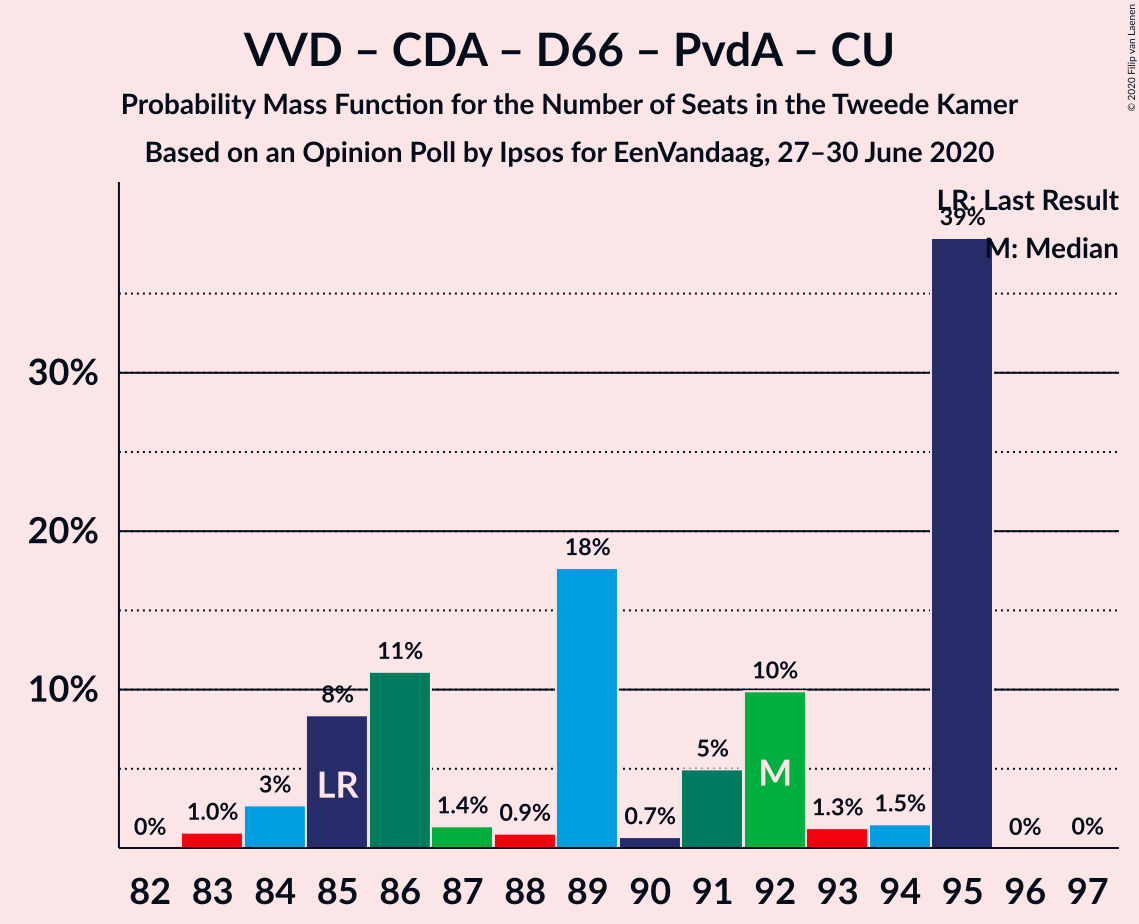 VVD – CDA – D66 – PvdA – CU
Probability Mass Function for the Number of Seats in the Tweede Kamer
Based on an Opinion Poll by Ipsos for EenVandaag, 27–30 June 2020
© 2020 Filip van Laenen
LR: Last Result
M: Median
39%
30%
20%
10%
0%
1.0%
3%
8%
11%
1.4%
0.9%
18%
0.7%
5%
10%
1.3%
1.5%
0%
0%
LR
M
82 83 84 85 86 87 88 89 90 91 92 93 94 95 96 97